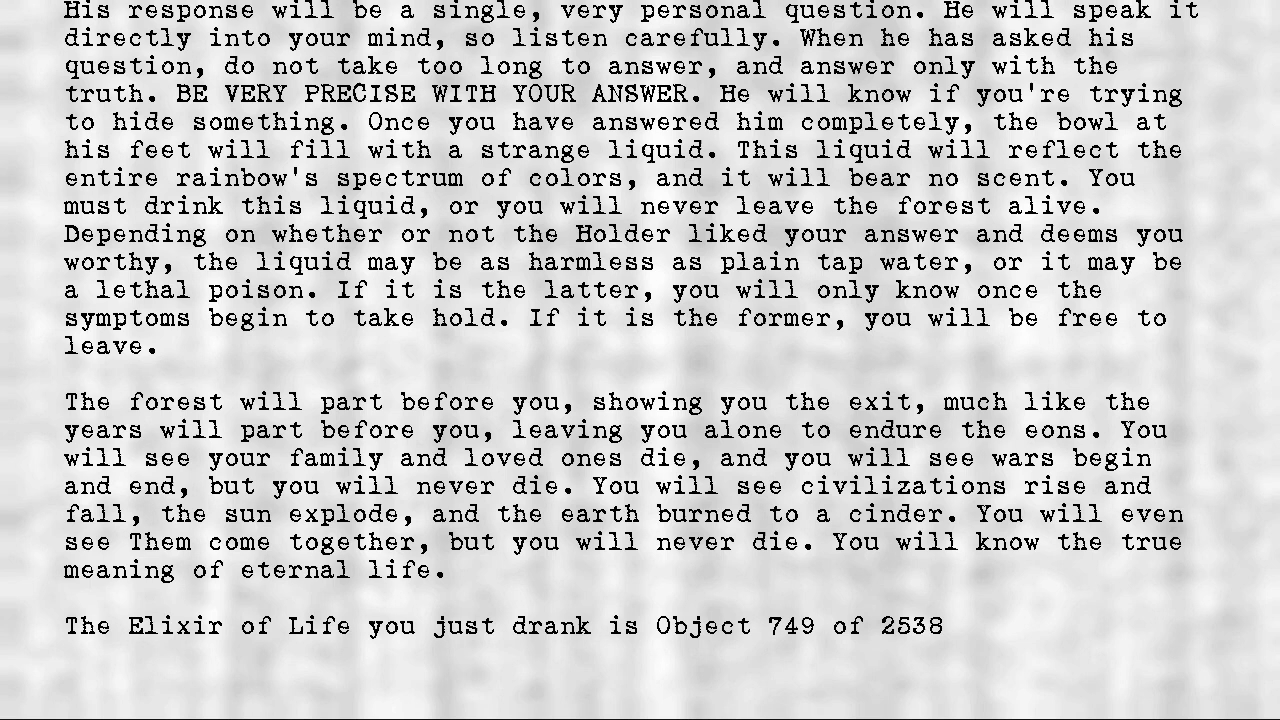 His response will be a single, very personal question. He will speak it
directly into your mind, so listen carefully. When he has asked his
question, do not take too long to answer, and answer only with the
truth. BE VERY PRECISE WITH YOUR ANSWER. He will know if you're trying
to hide something. Once you have answered him completely, the bowl at
his feet will fill with a strange liquid. This liquid will reflect the
entire rainbow's spectrum of colors, and it will bear no scent. You
must drink this liquid, or you will never leave the forest alive.
Depending on whether or not the Holder liked your answer and deems you
worthy, the liquid may be as harmless as plain tap water, or it may be
a lethal poison. If it is the latter, you will only know once the
symptoms begin to take hold. If it is the former, you will be free to
leave.

The forest will part before you, showing you the exit, much like the
years will part before you, leaving you alone to endure the eons. You
will see your family and loved ones die, and you will see wars begin
and end, but you will never die. You will see civilizations rise and
fall, the sun explode, and the earth burned to a cinder. You will even
see Them come together, but you will never die. You will know the true
meaning of eternal life.

The Elixir of Life you just drank is Object 749 of 2538